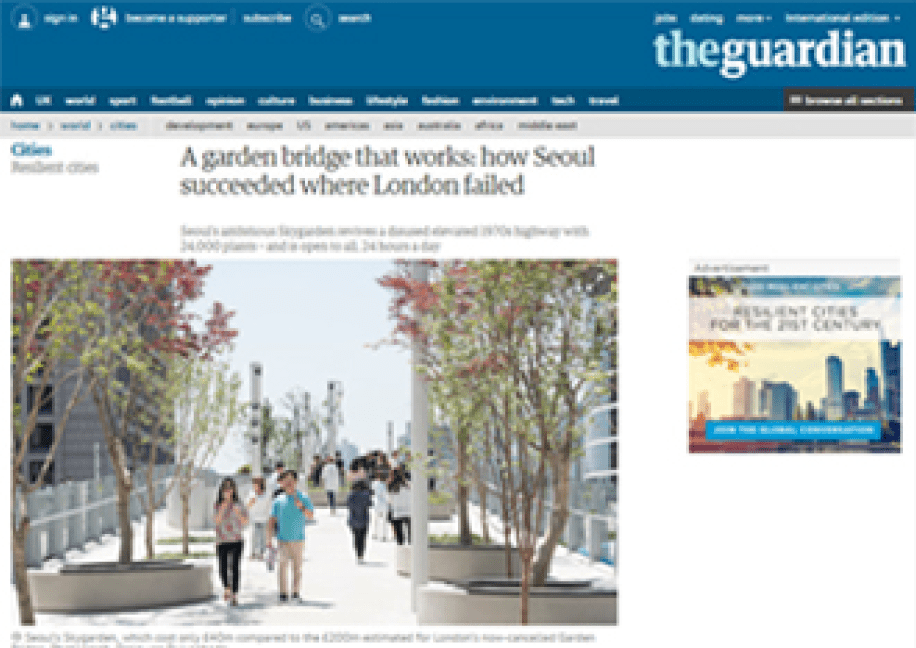 sign in become a supporter subscribe search
jobs dating more International edition
theguardian
UK world sport football opinion culture business lifestyle fashion environment tech travel browse all sections
home world cities development europe US americas asia australia africa middle east
Cities
Resilient cities
A garden bridge that works: how Seoul
succeeded where London failed
Seoul's ambitious Skygarden revives a disused elevated 1970s highway with
24,000 plants – and is open to all, 24 hours a day
Advertisement
RESILIENT CITIES
FOR THE 21ST CENTURY
JOIN THE GLOBAL CONVERSATION
Seoul's Skygarden, which cost only £40m compared to the £200m estimated for London's now-cancelled Garden